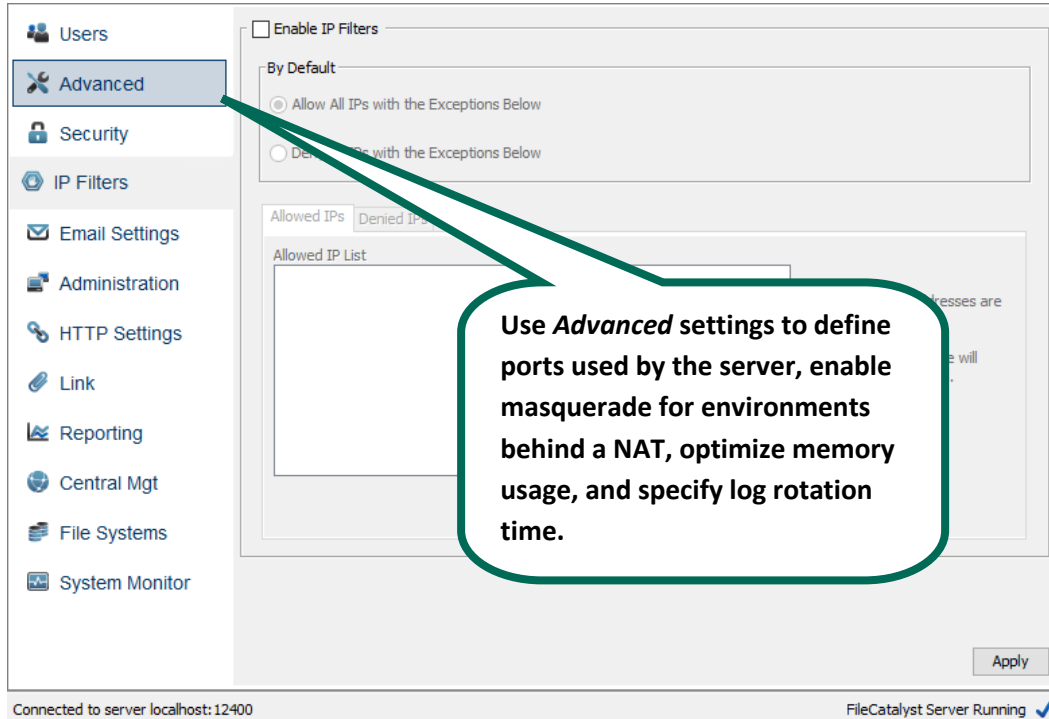 Users
Advanced
Security
IP Filters
Email Settings
Administration
HTTP Settings
Link
Reporting
Central Mgt
File Systems
System Monitor
Enable IP Filters
By Default
Allow All IPs with the Exceptions Below
IPs with the Exceptions Below
Allowed IPs
Denied
Allowed IP List
are
will
Use Advanced settings to define
ports used by the server, enable
masquerade for environments
behind a NAT, optimize memory
usage, and specify log rotation
time.
Apply
Connected to server localhost:12400
FileCatalyst Server Running